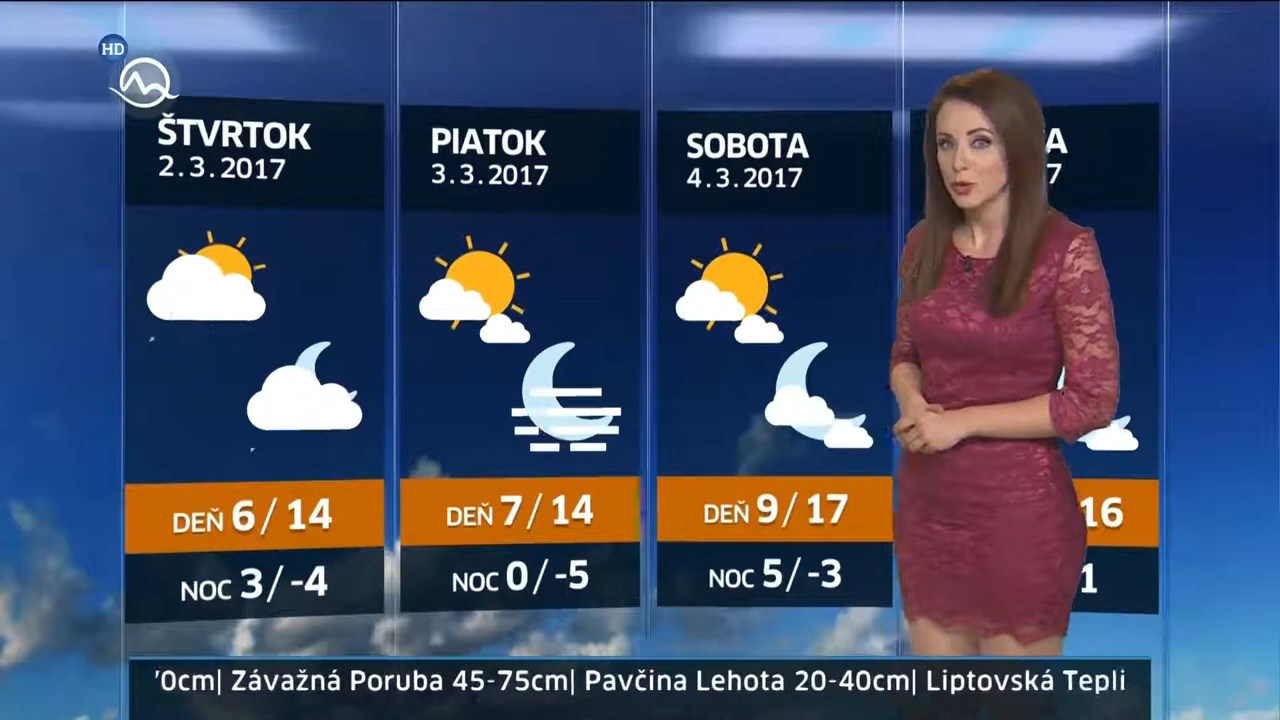 HD
ŠTVRTOK
2.3.2017
DEŇ 6/14
NOC 3/-4
PIATOK
3.3.2017
DEŇ 7/14
NOC 0/-5
SOBOTA
4.3.2017
DEŇ 9/17
NOC 5/-3
A
7
16
1
0cm| Závažná Poruba 45-75cm| Pavčina Lehota 20-40cm| Liptovská Tepli